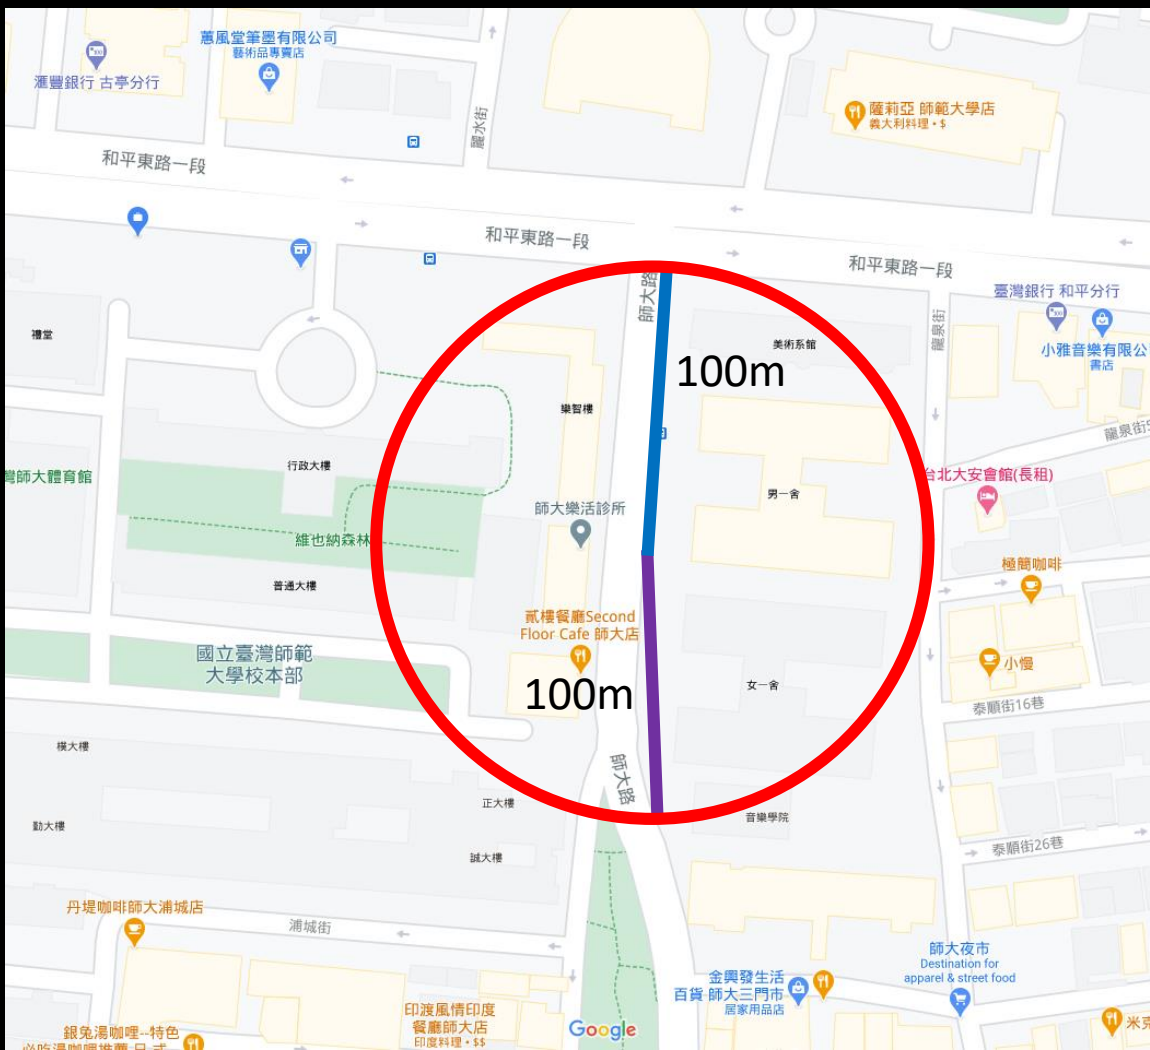 蕙風堂筆墨有限公司
藝術品專賣店
滙豐銀行 古亭分行
麗水街
薩莉亞 師範大學店
義大利料理・$
和平東路一段
和平東路一段
和平東路一段
師大路
臺灣銀行 和平分行
龍泉街
小雅音樂有限公
書店
禮堂
美術系館
100m
樂智樓
龍泉街5
行政大樓
灣師大體育館
台北大安會館(長租)
男一舍
師大樂活診所
維也納森林
極簡咖啡
普通大樓
貳樓餐廳Second
Floor Cafe 師大店
國立臺灣師範
大學校本部
小慢
女一舍
100m
泰順街16巷
樸大樓
師大路
正大樓
音樂學院
勤大樓
泰順街26巷
誠大樓
丹堤咖啡師大浦城店
浦城街
師大夜市
Destination for
apparel & street food
金興發生活
百貨 師大三門市
居家用品店
印渡風情印度
餐廳師大店
印度料理・$$
Google
銀兔湯咖哩--特色
米克